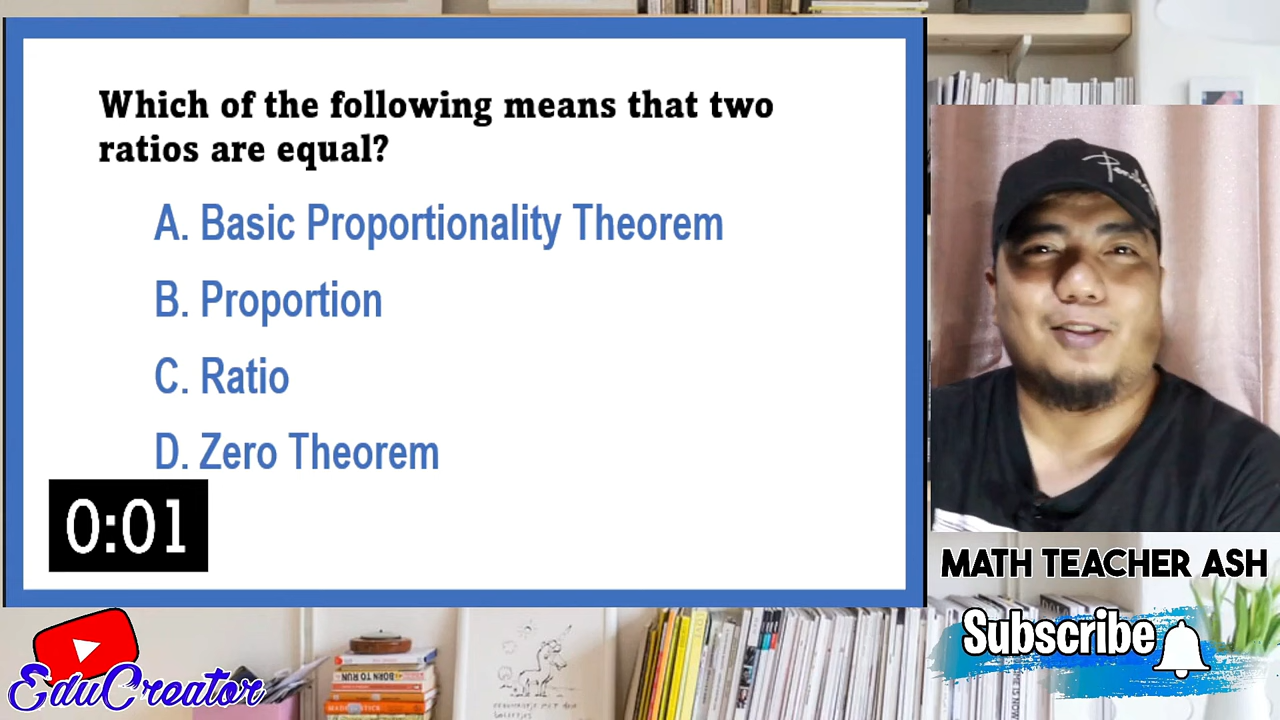 Which of the following means that two
ratios are equal?
A. Basic Proportionality Theorem
B. Proportion
C. Ratio
D. Zero Theorem
0:01
MATH TEACHER ASH
Subscribe
EduCreator
BORN TO RUN